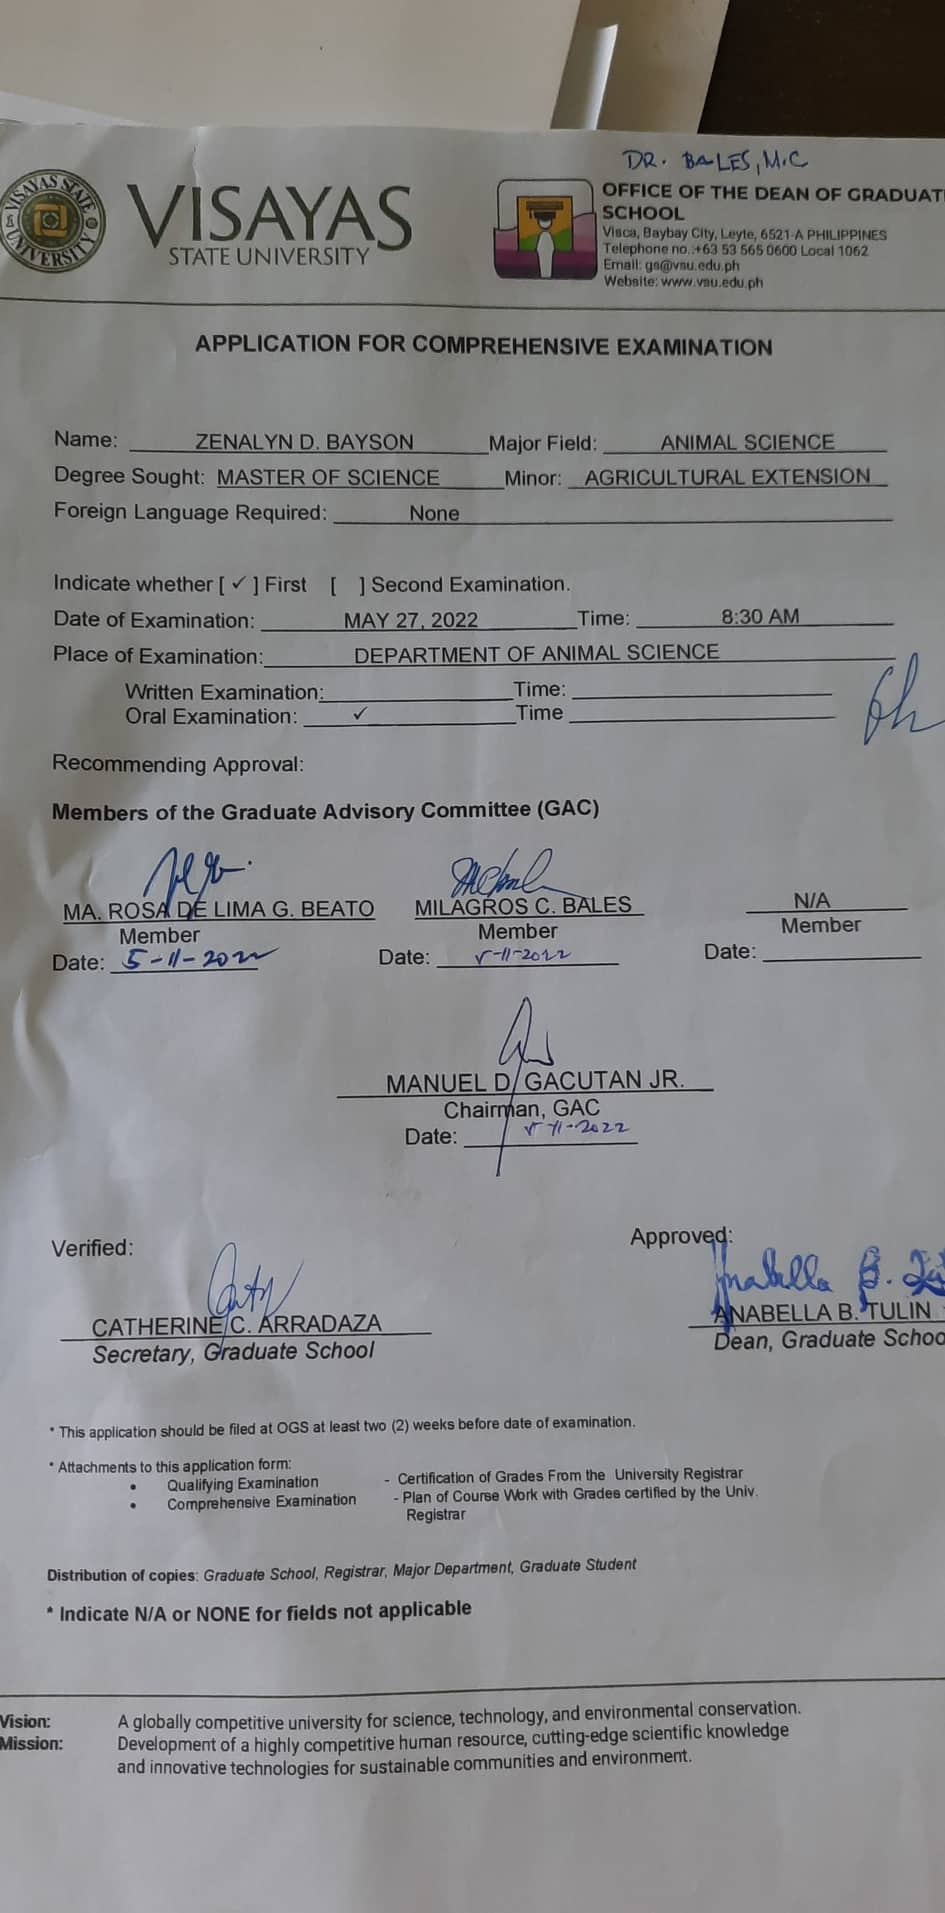 DR. BALES, M.C
VISAYAS STATE UNIVERSITY
VISAYAS
STATE UNIVERSITY
OFFICE OF THE DEAN OF GRADUAT
SCHOOL
Visca, Baybay City, Leyte, 6521-A PHILIPPINES
Telephone no.:+63 53 565 0600 Local 1062
Email: gs@vsu.edu.ph
Website: www.vsu.edu.ph
APPLICATION FOR COMPREHENSIVE EXAMINATION
Name: ZENALYN D. BAYSON Major Field: ANIMAL SCIENCE
Degree Sought: MASTER OF SCIENCE Minor: AGRICULTURAL EXTENSION
Foreign Language Required: None
Indicate whether [ ✓ ] First [ ] Second Examination.
Date of Examination: MAY 27, 2022 Time: 8:30 AM
Place of Examination: DEPARTMENT OF ANIMAL SCIENCE
Written Examination: Time:
Oral Examination: ✓ Time
Recommending Approval:
Members of the Graduate Advisory Committee (GAC)
MA. ROSA DE LIMA G. BEATO MILAGROS C. BALES N/A
Member Member Member
Date: 5-11-2022 Date: 5-11-2022 Date:
MANUEL D. GACUTAN JR.
Chairman, GAC
Date: 5-11-2022
Verified: Approved:
CATHERINE C. ARRADAZA ANABELLA B. TULIN
Secretary, Graduate School Dean, Graduate Schoo
* This application should be filed at OGS at least two (2) weeks before date of examination.
* Attachments to this application form:
• Qualifying Examination - Certification of Grades From the University Registrar
• Comprehensive Examination - Plan of Course Work with Grades certified by the Univ.
Registrar
Distribution of copies: Graduate School, Registrar, Major Department, Graduate Student
* Indicate N/A or NONE for fields not applicable
Vision: A globally competitive university for science, technology, and environmental conservation.
Mission: Development of a highly competitive human resource, cutting-edge scientific knowledge
and innovative technologies for sustainable communities and environment.